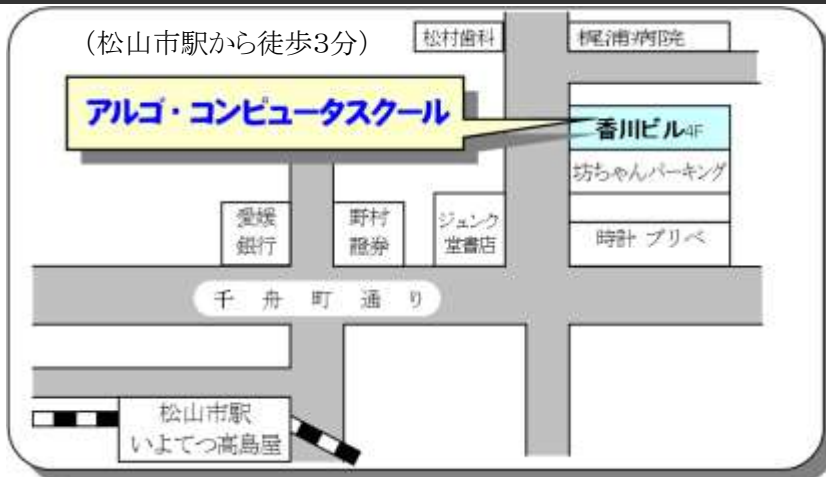 (松山市駅から徒歩3分)
松村歯科
梶浦病院
アルゴ・コンピュータスクール
香川ビル4F
坊ちゃんパーキング
愛媛
銀行
野村
證券
ジュンク
堂書店
時計 プリベ
千舟町通り
松山市駅
いよてつ高島屋